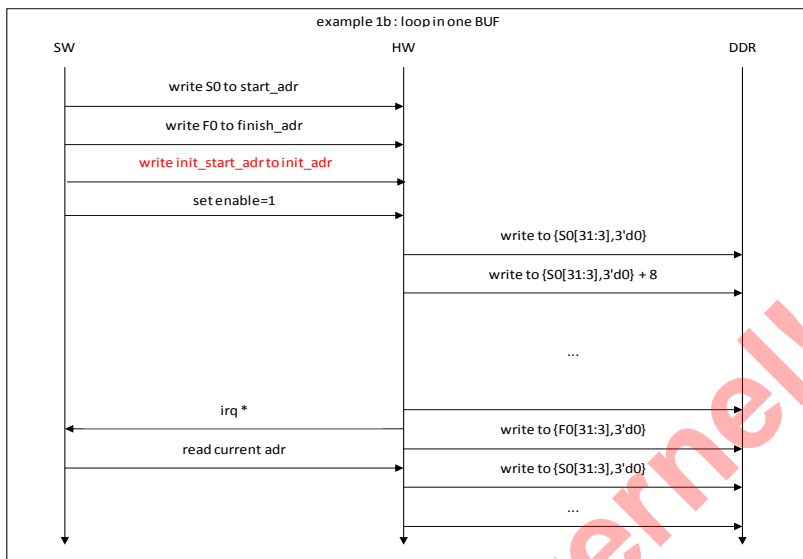 example 1b : loop in one BUF
SW HW DDR
write S0 to start_adr
write F0 to finish_adr
write init_start_adr to init_adr
set enable=1
write to {S0[31:3],3'd0}
write to {S0[31:3],3'd0} + 8
...
irq *
write to {F0[31:3],3'd0}
read current adr
write to {S0[31:3],3'd0}
...